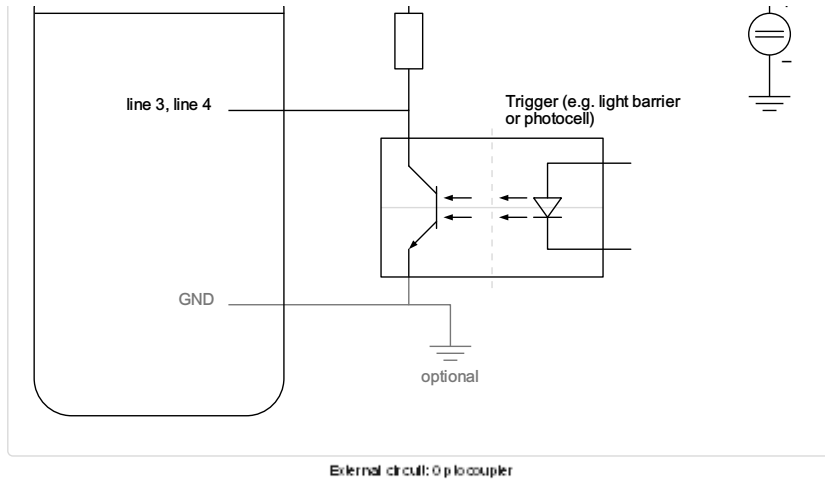 line 3, line 4
Trigger (e.g. light barrier
or photocell)
GND
optional
External circuit: Optocoupler